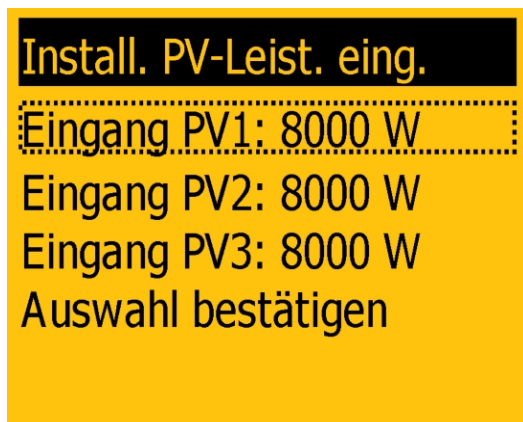 Install. PV-Leist. eing.
Eingang PV1: 8000 W
Eingang PV2: 8000 W
Eingang PV3: 8000 W
Auswahl bestätigen